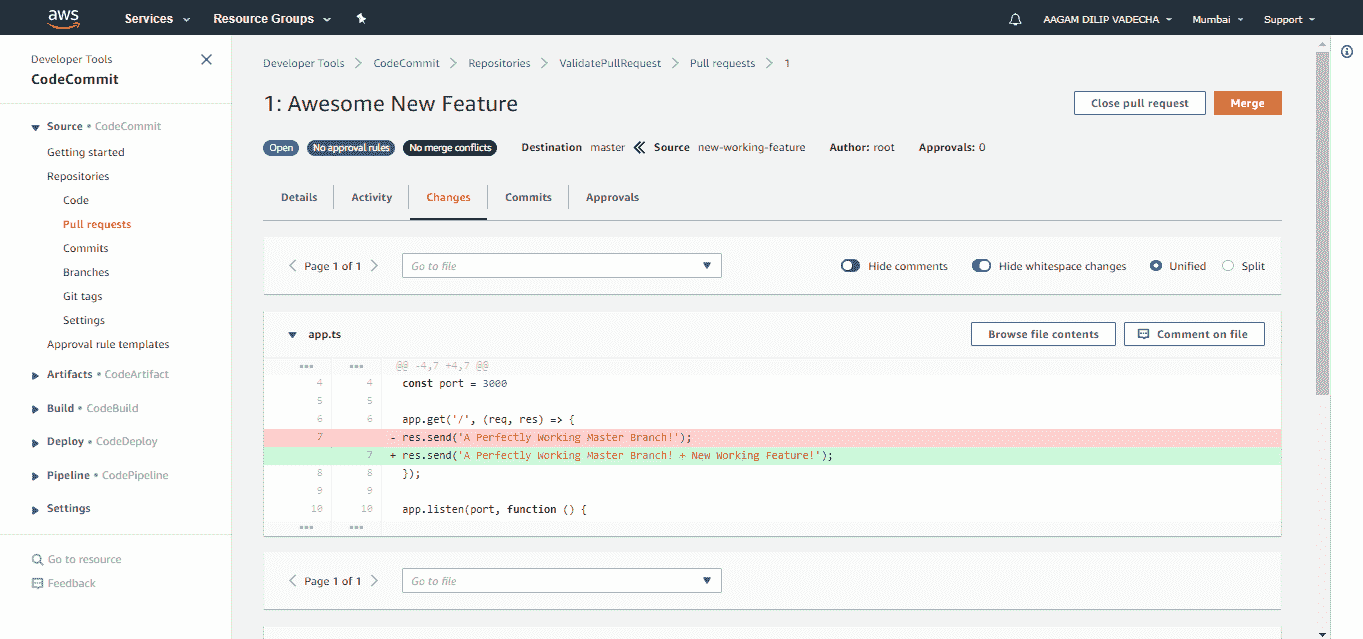 aws Services Resource Groups AAGAM DILIP VADECHA Mumbai Support
Developer Tools
CodeCommit
Source • CodeCommit
Getting started
Repositories
Code
Pull requests
Commits
Branches
Git tags
Settings
Approval rule templates
Artifacts • CodeArtifact
Build • CodeBuild
Deploy • CodeDeploy
Pipeline • CodePipeline
Settings
Go to resource
Feedback
Developer Tools > CodeCommit > Repositories > ValidatePullRequest > Pull requests > 1
1: Awesome New Feature
Close pull request Merge
Open No approval rules No merge conflicts Destination master Source new-working-feature Author: root Approvals: 0
Details Activity Changes Commits Approvals
Page 1 of 1 Go to file Hide comments Hide whitespace changes Unified Split
app.ts Browse file contents Comment on file
@@ -4,7 +4,7 @@
4 4 const port = 3000
5 5
6 6 app.get('/', (req, res) => {
7 - res.send('A Perfectly Working Master Branch!');
7 + res.send('A Perfectly Working Master Branch! + New Working Feature!');
8 8 });
9 9
10 10 app.listen(port, function () {
Page 1 of 1 Go to file